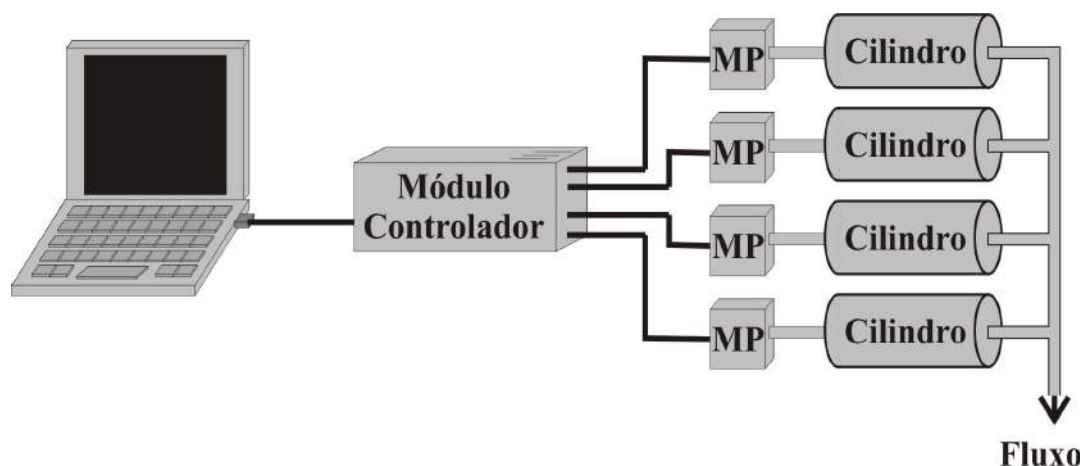 MP
Cilindro
MP
Cilindro
Módulo
Controlador
MP
Cilindro
MP
Cilindro
Fluxo